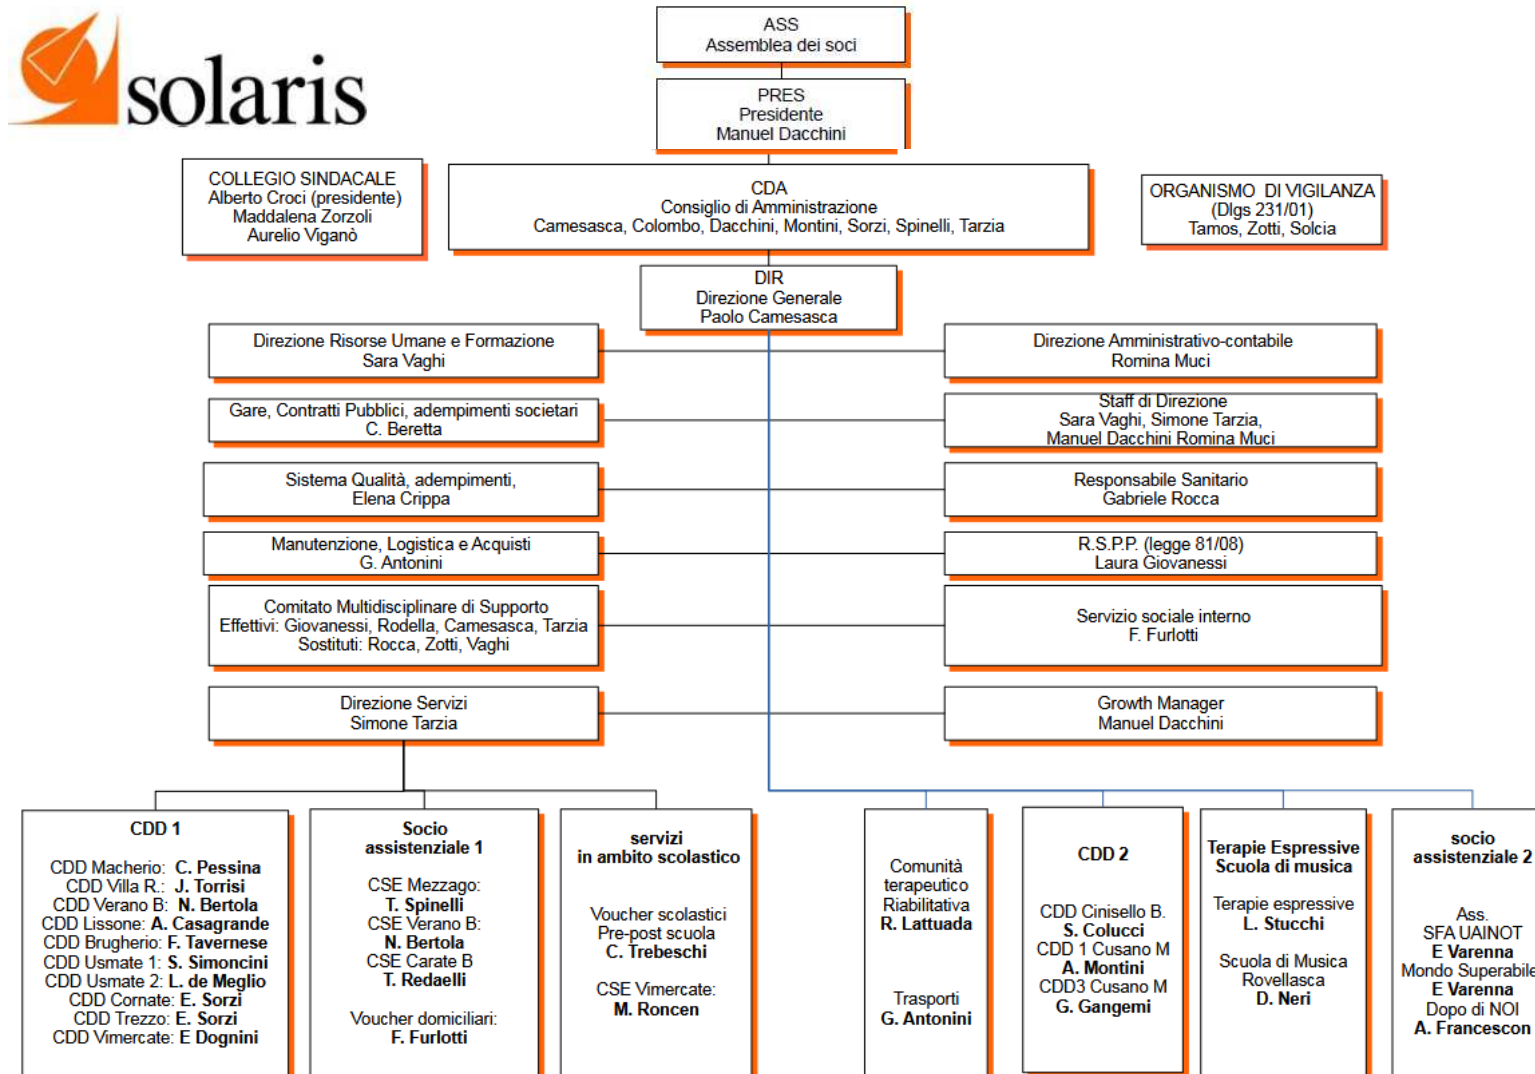 solaris
ASS
Assemblea dei soci
PRES
Presidente
Manuel Dacchini
COLLEGIO SINDACALE
Alberto Croci (presidente)
Maddalena Zorzoli
Aurelio Viganò
CDA
Consiglio di Amministrazione
Camesasca, Colombo, Dacchini, Montini, Sorzi, Spinelli, Tarzia
ORGANISMO DI VIGILANZA
(Dlgs 231/01)
Tamos, Zotti, Solcia
DIR
Direzione Generale
Paolo Camesasca
Direzione Risorse Umane e Formazione
Sara Vaghi
Direzione Amministrativo-contabile
Romina Muci
Gare, Contratti Pubblici, adempimenti societari
C. Beretta
Staff di Direzione
Sara Vaghi, Simone Tarzia,
Manuel Dacchini Romina Muci
Sistema Qualità, adempimenti,
Elena Crippa
Responsabile Sanitario
Gabriele Rocca
Manutenzione, Logistica e Acquisti
G. Antonini
R.S.P.P. (legge 81/08)
Laura Giovanessi
Comitato Multidisciplinare di Supporto
Effettivi: Giovanessi, Rodella, Camesasca, Tarzia
Sostituti: Rocca, Zotti, Vaghi
Servizio sociale interno
F. Furlotti
Direzione Servizi
Simone Tarzia
Growth Manager
Manuel Dacchini
CDD 1
CDD Macherio: C. Pessina
CDD Villa R.: J. Torrisi
CDD Verano B: N. Bertola
CDD Lissone: A. Casagrande
CDD Brugherio: F. Tavernese
CDD Usmate 1: S. Simoncini
CDD Usmate 2: L. de Meglio
CDD Cornate: E. Sorzi
CDD Trezzo: E. Sorzi
CDD Vimercate: E Dognini
Socio
assistenziale 1
CSE Mezzago:
T. Spinelli
CSE Verano B:
N. Bertola
CSE Carate B
T. Redaelli
Voucher domiciliari:
F. Furlotti
servizi
in ambito scolastico
Voucher scolastici
Pre-post scuola
C. Trebeschi
CSE Vimercate:
M. Roncen
Comunità
terapeutico
Riabilitativa
R. Lattuada
Trasporti
G. Antonini
CDD 2
CDD Cinisello B.
S. Colucci
CDD 1 Cusano M
A. Montini
CDD3 Cusano M
G. Gangemi
Terapie Espressive
Scuola di musica
Terapie espressive
L. Stucchi
Scuola di Musica
Rovellasca
D. Neri
socio
assistenziale 2
Ass.
SFA UAINOT
E Varenna
Mondo Superabile
E Varenna
Dopo di NOI
A. Francescon